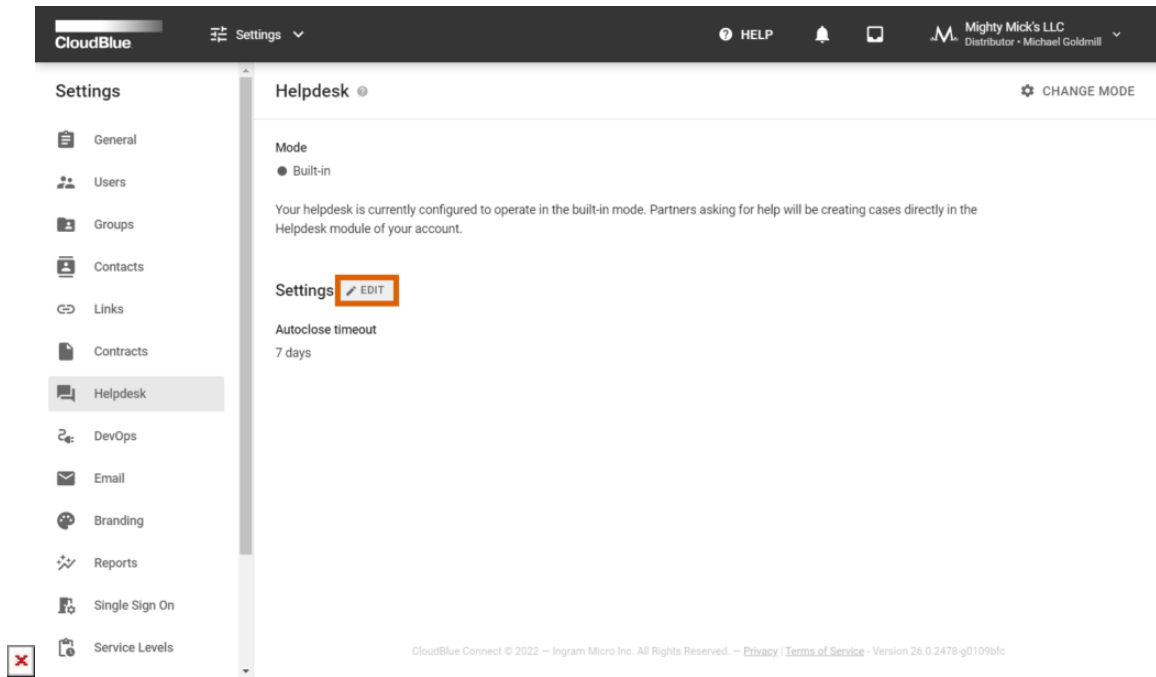 CloudBlue.
Settings
HELP
.M.
Mighty Mick's LLC
Distributor • Michael Goldmill
Settings
General
Users
Groups
Contacts
Links
Contracts
Helpdesk
DevOps
Email
Branding
Reports
Single Sign On
Service Levels
Helpdesk
CHANGE MODE
Mode
Built-in
Your helpdesk is currently configured to operate in the built-in mode. Partners asking for help will be creating cases directly in the
Helpdesk module of your account.
Settings EDIT
Autoclose timeout
7 days
CloudBlue Connect © 2022 — Ingram Micro Inc. All Rights Reserved. — Privacy | Terms of Service - Version 26.0.2478-g0109bfc